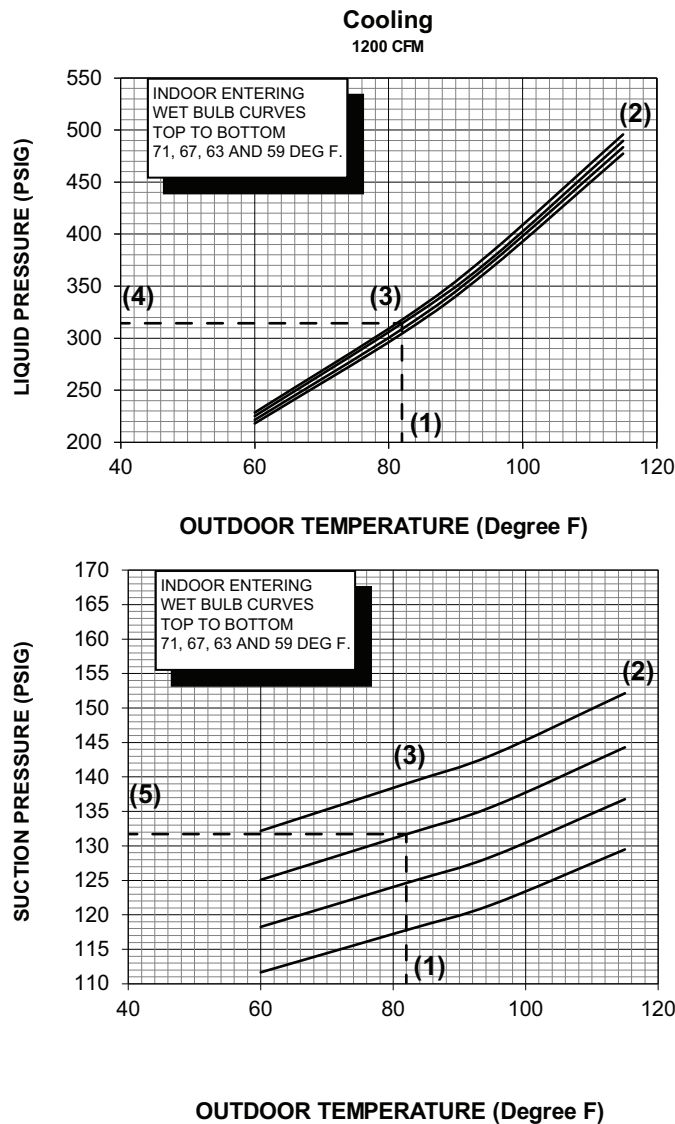 Cooling
1200 CFM
550
500
450
400
350
300
250
200
LIQUID PRESSURE (PSIG)
INDOOR ENTERING
WET BULB CURVES
TOP TO BOTTOM
71, 67, 63 AND 59 DEG F.
(2)
(4)
(3)
(1)
40 60 80 100 120
OUTDOOR TEMPERATURE (Degree F)
170
165
160
155
150
145
140
135
130
125
120
115
110
SUCTION PRESSURE (PSIG)
INDOOR ENTERING
WET BULB CURVES
TOP TO BOTTOM
71, 67, 63 AND 59 DEG F.
(2)
(3)
(5)
(1)
40 60 80 100 120
OUTDOOR TEMPERATURE (Degree F)